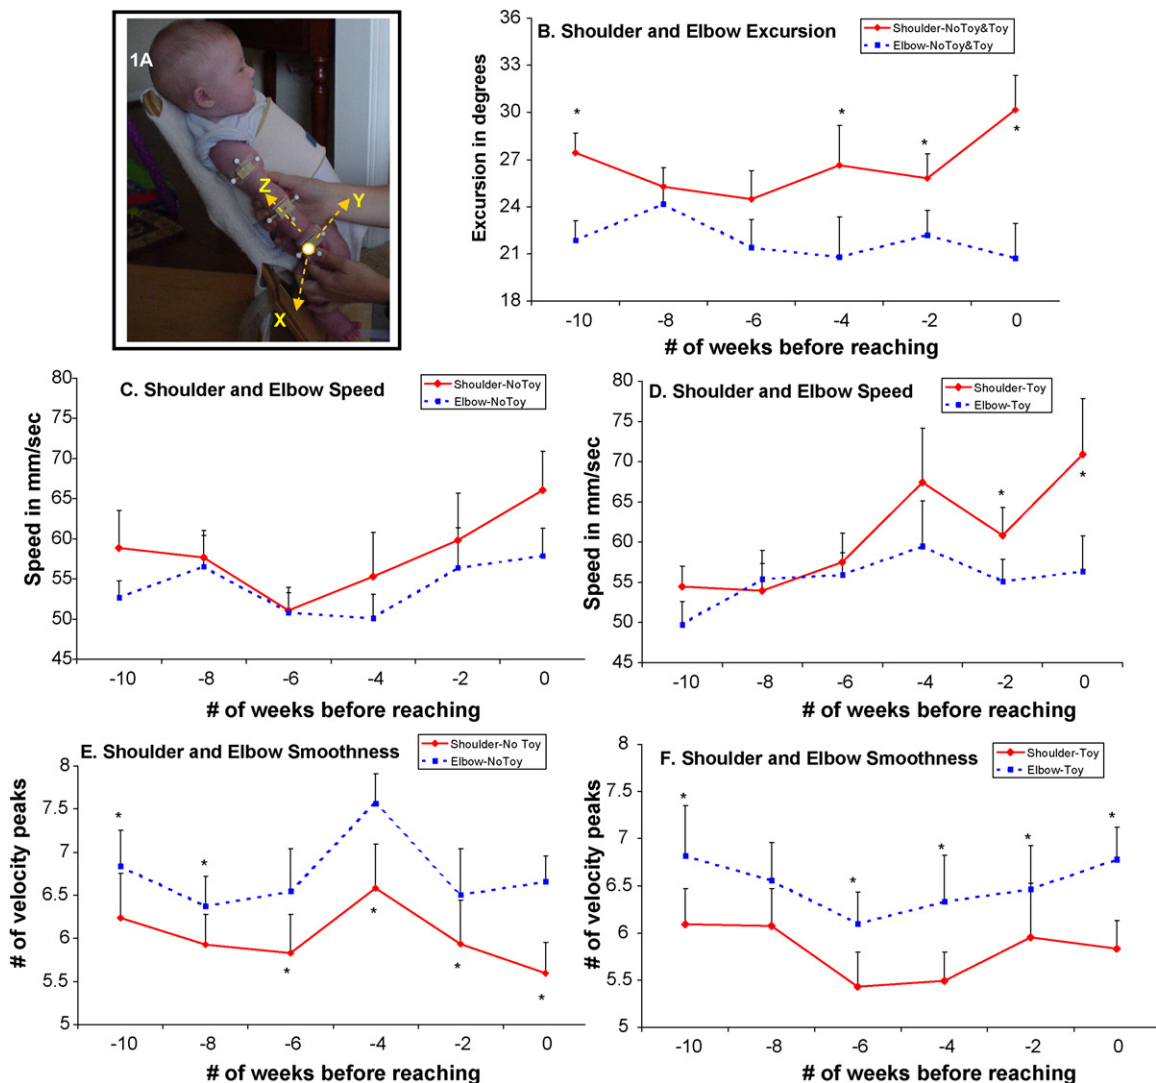 1A
Z
Y
X
B. Shoulder and Elbow Excursion
Shoulder-NoToy&Toy
Elbow-NoToy&Toy
Excursion in degrees
36
33
30
27
24
21
18
* * * *
-10 -8 -6 -4 -2 0
# of weeks before reaching
C. Shoulder and Elbow Speed
Shoulder-NoToy
Elbow-NoToy
Speed in mm/sec
80
75
70
65
60
55
50
45
-10 -8 -6 -4 -2 0
# of weeks before reaching
D. Shoulder and Elbow Speed
Shoulder-Toy
Elbow-Toy
Speed in mm/sec
80
75
70
65
60
55
50
45
* *
-10 -8 -6 -4 -2 0
# of weeks before reaching
E. Shoulder and Elbow Smoothness
Shoulder-No Toy
Elbow-NoToy
# of velocity peaks
8
7.5
7
6.5
6
5.5
5
* * * * * *
-10 -8 -6 -4 -2 0
# of weeks before reaching
F. Shoulder and Elbow Smoothness
Shoulder-Toy
Elbow-Toy
# of velocity peaks
8
7.5
7
6.5
6
5.5
5
* * * * *
-10 -8 -6 -4 -2 0
# of weeks before reaching